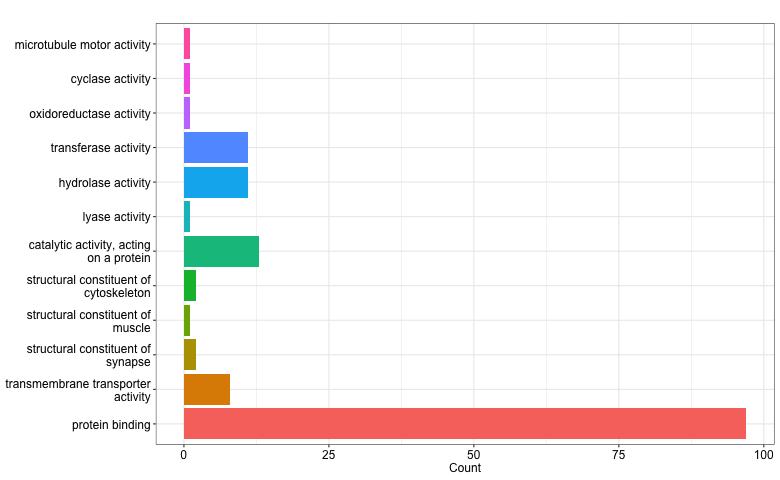 microtubule motor activity
cyclase activity
oxidoreductase activity
transferase activity
hydrolase activity
lyase activity
catalytic activity, acting
on a protein
structural constituent of
cytoskeleton
structural constituent of
muscle
structural constituent of
synapse
transmembrane transporter
activity
protein binding
0 25 50 75 100
Count